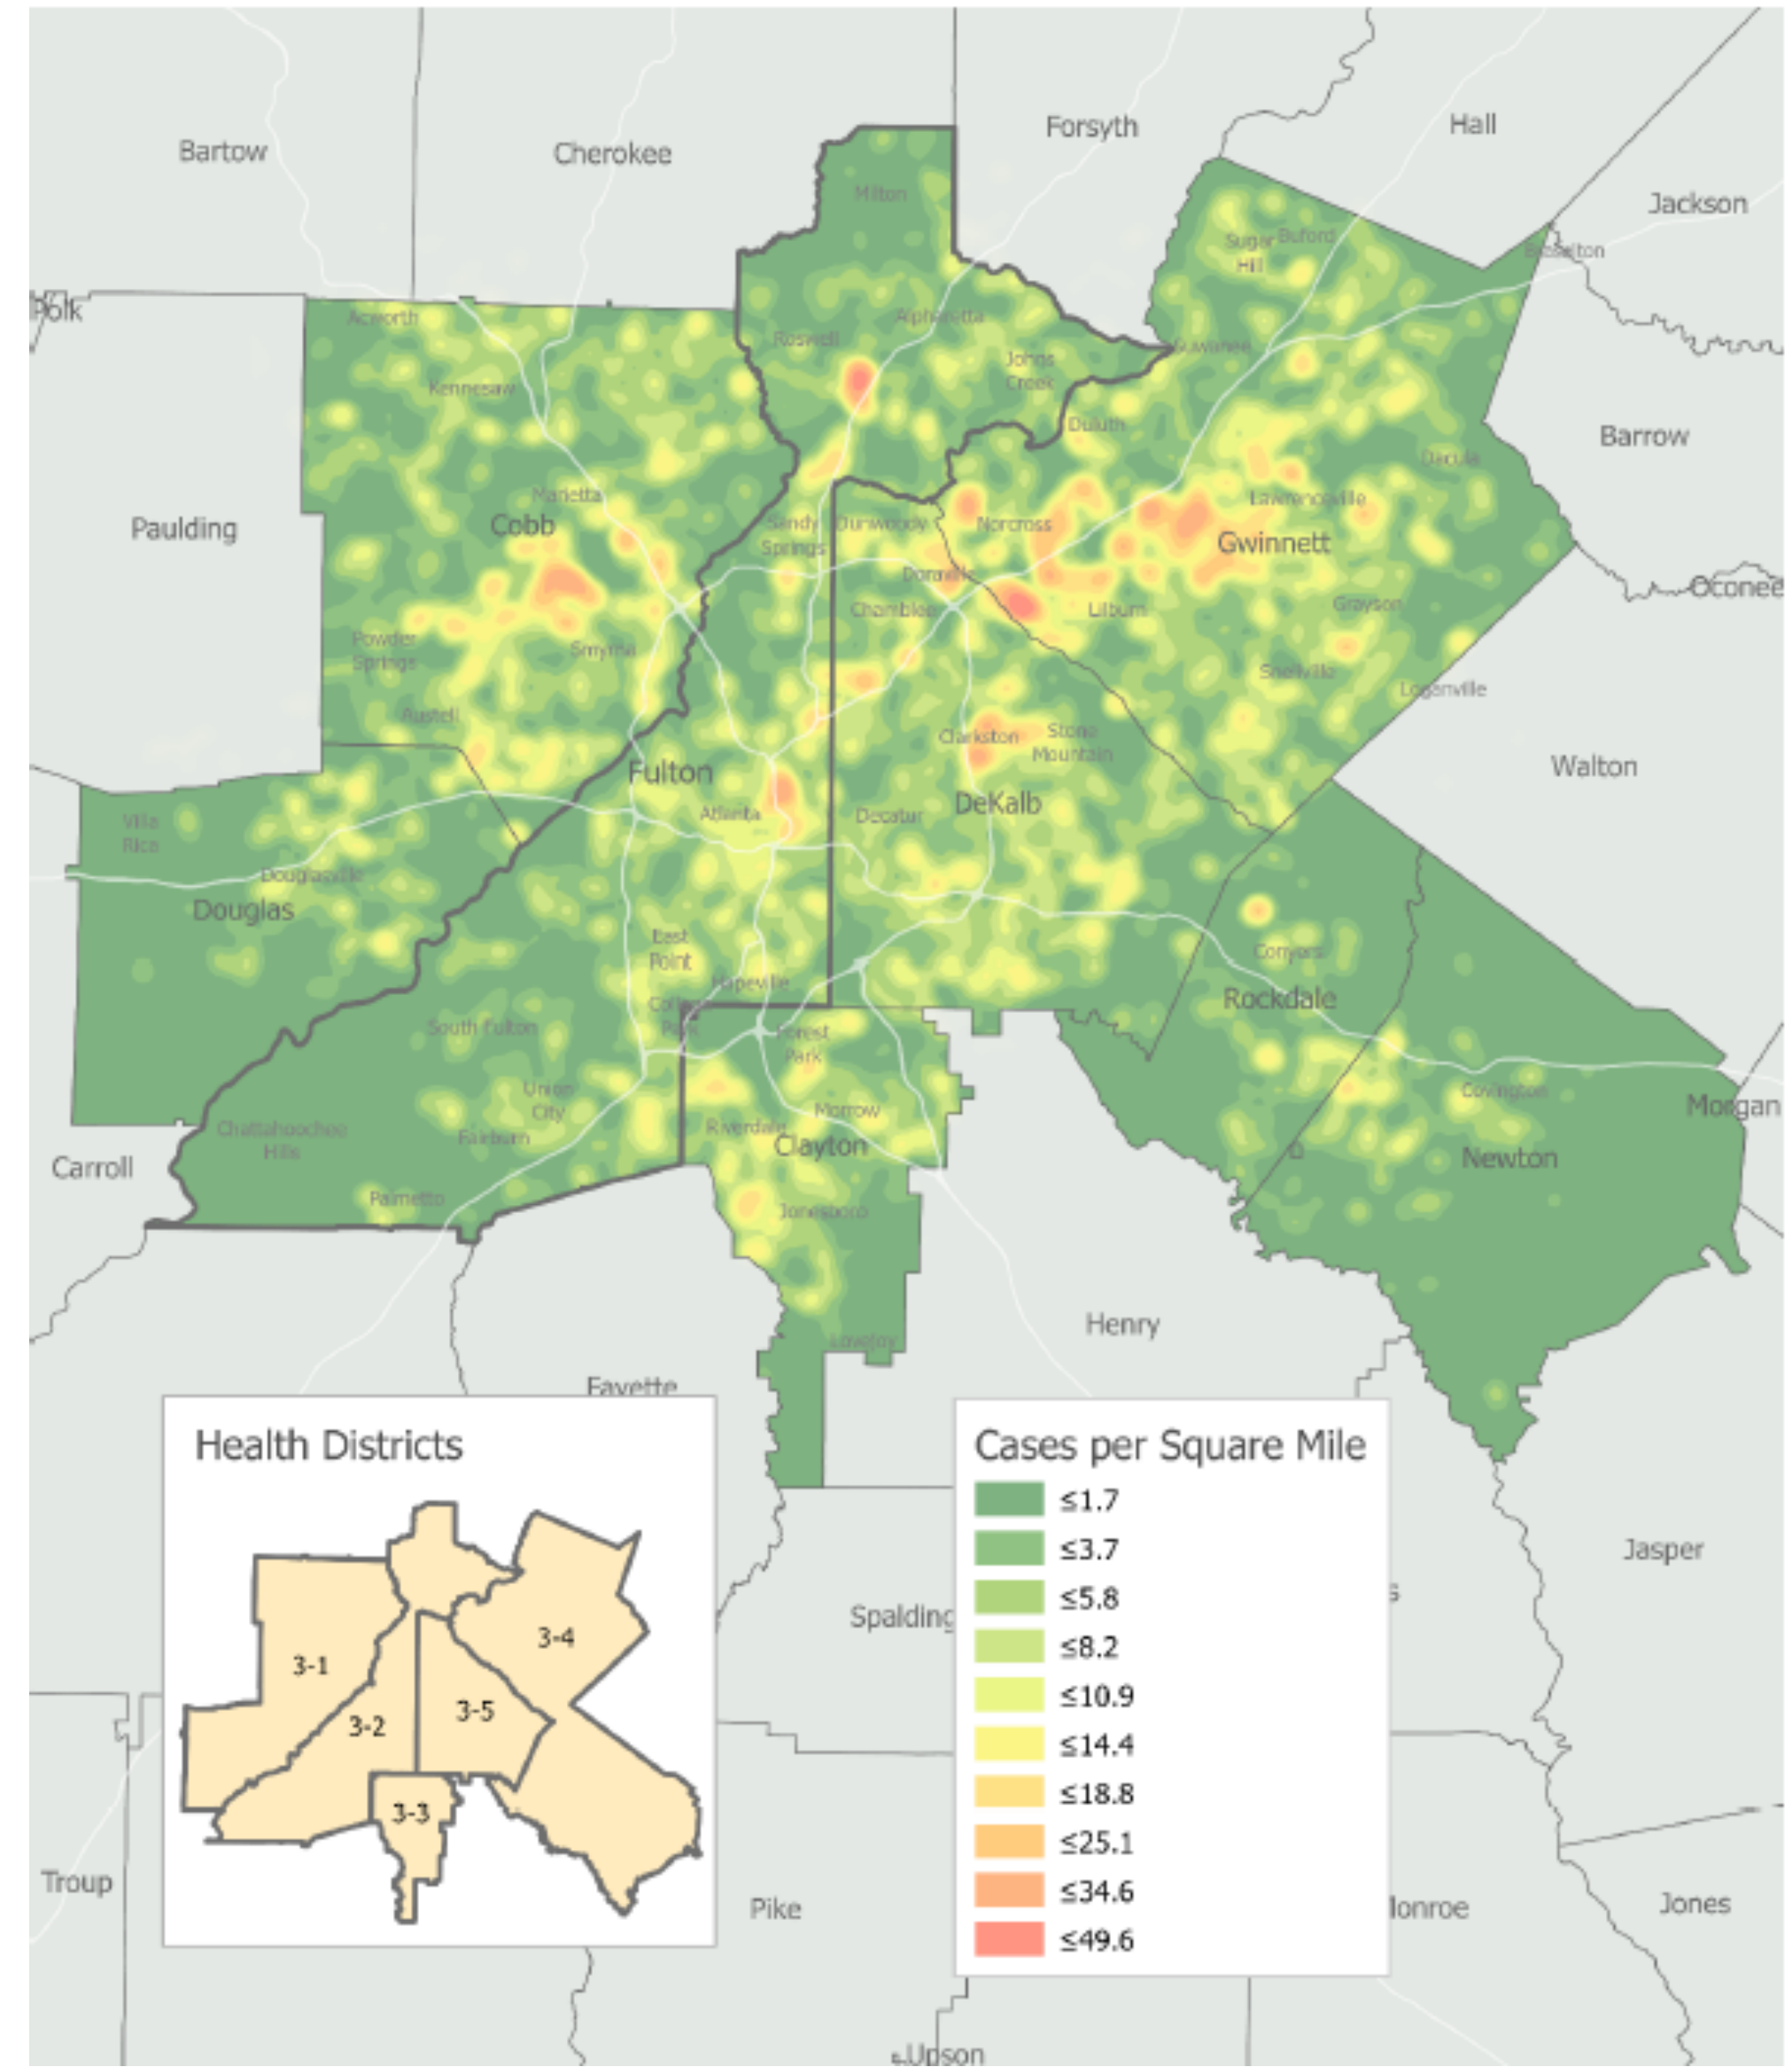 Bartow
Cherokee
Forsyth
Hall
Jackson
Milton
Sugar Buford
Hill
Braselton
Polk
Acworth
Alpharetta
Roswell
Suwanee
Johns
Creek
Kennesaw
Duluth
Barrow
Dacula
Marietta
Lawrenceville
Paulding
Cobb
Sandy
Springs
Dunwoody
Norcross
Gwinnett
Doraville
Oconee
Chamblee
Lilburn
Grayson
Powder
Springs
Smyrna
Snellville
Loganville
Austell
Clarkston
Stone
Mountain
Fulton
Walton
Villa
Rica
Atlanta
Decatur
DeKalb
Douglasville
Douglas
East
Point
Conyers
Hapeville
Rockdale
College
Park
South Fulton
Forest
Park
Union
City
Covington
Morgan
Morrow
Chattahoochee
Hills
Fairburn
Riverdale
Clayton
Carroll
Newton
Palmetto
Jonesboro
Henry
Lovejoy
Fayette
Health Districts
3-1
3-2
3-3
3-4
3-5
Cases per Square Mile
≤1.7
≤3.7
≤5.8
≤8.2
≤10.9
≤14.4
≤18.8
≤25.1
≤34.6
≤49.6
Jasper
s
Spalding
Troup
Pike
onroe
Jones
Upson